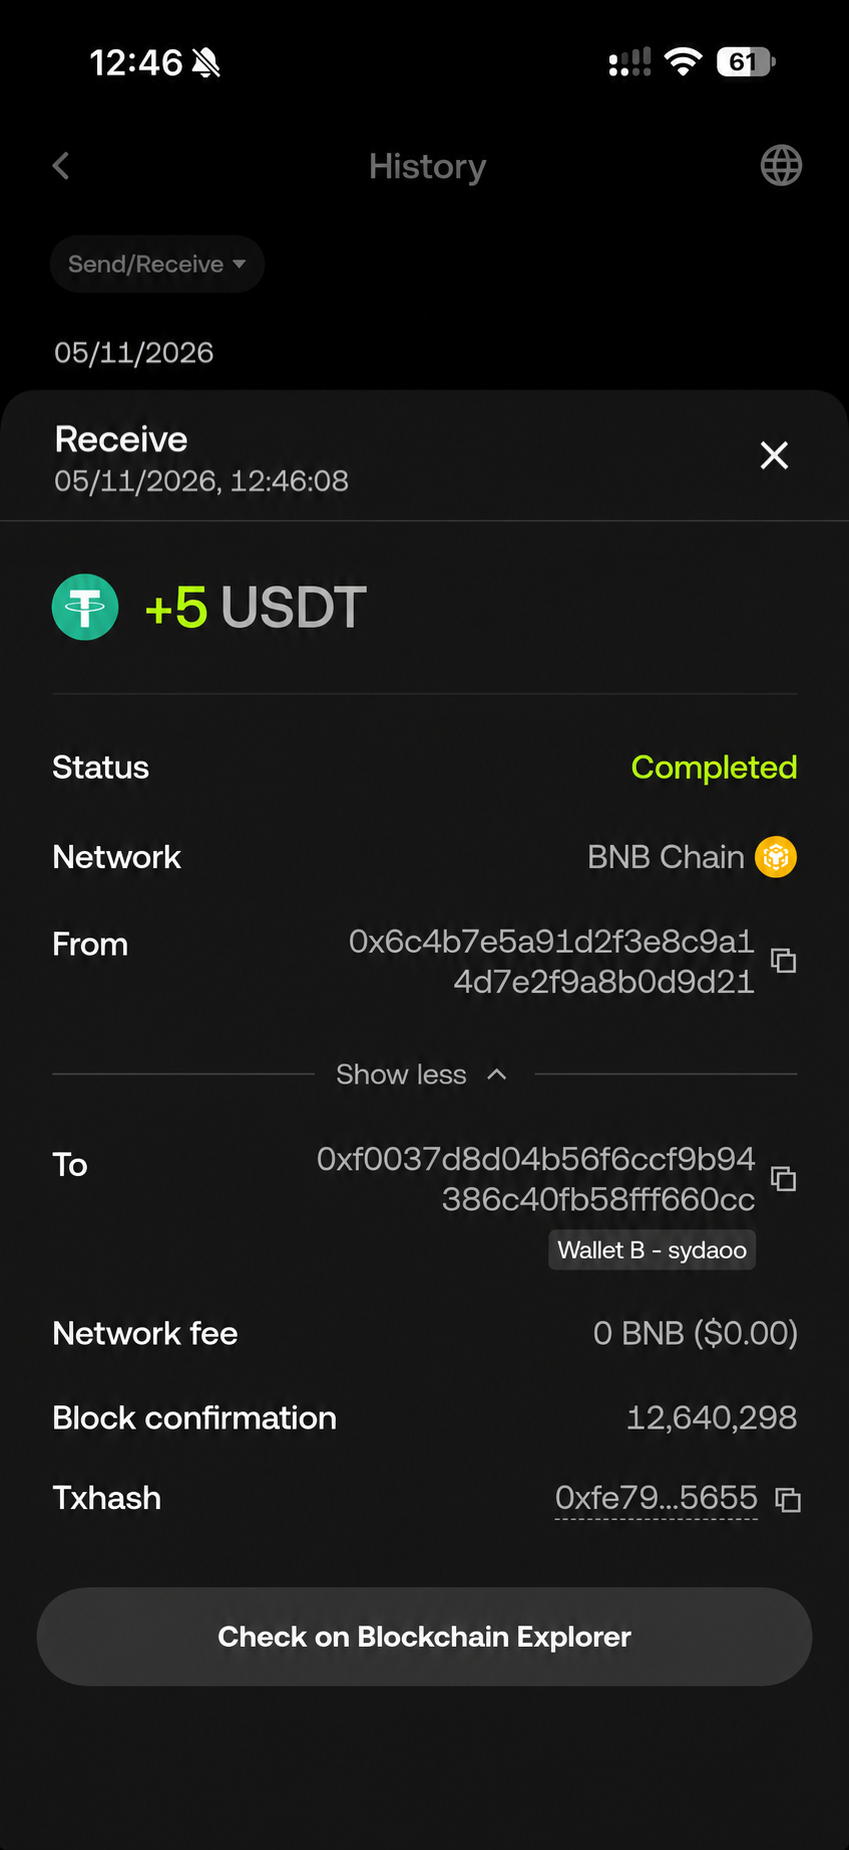 12:46
61
History
Send/Receive
05/11/2026
Receive
05/11/2026, 12:46:08
+5 USDT
Status
Completed
Network
BNB Chain
From
0x6c4b7e5a91d2f3e8c9a1
4d7e2f9a8b0d9d21
Show less
To
0xf0037d8d04b56f6ccf9b94
386c40fb58fff660cc
Wallet B - sydaoo
Network fee
0 BNB ($0.00)
Block confirmation
12,640,298
Txhash
0xfe79...5655
Check on Blockchain Explorer